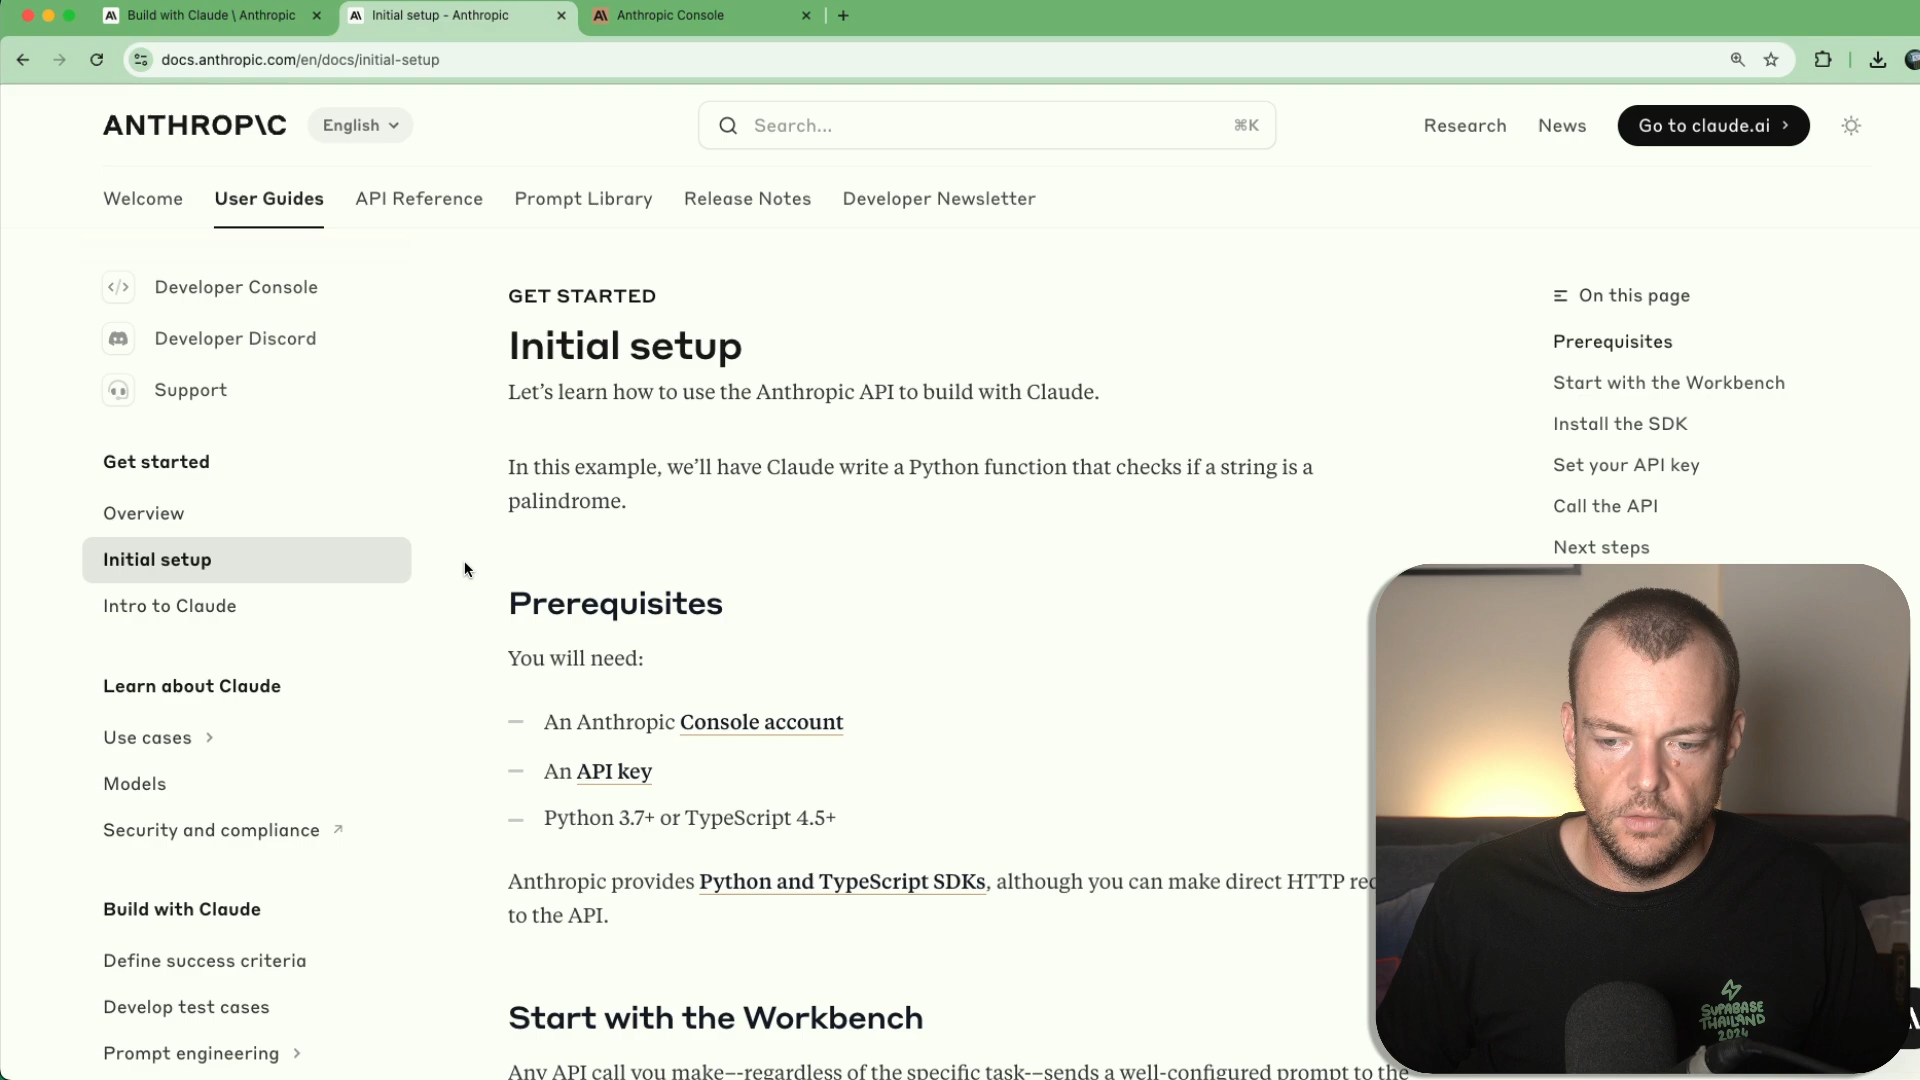 Build with Claude \ Anthropic
Initial setup - Anthropic
Anthropic Console
docs.anthropic.com/en/docs/initial-setup
ANTHROP\C
English
Search...
⌘K
Research
News
Go to claude.ai
Welcome
User Guides
API Reference
Prompt Library
Release Notes
Developer Newsletter
Developer Console
Developer Discord
Support
Get started
Overview
Initial setup
Intro to Claude
Learn about Claude
Use cases
Models
Security and compliance
Build with Claude
Define success criteria
Develop test cases
Prompt engineering
GET STARTED
Initial setup
Let's learn how to use the Anthropic API to build with Claude.
In this example, we'll have Claude write a Python function that checks if a string is a
palindrome.
Prerequisites
You will need:
An Anthropic Console account
An API key
Python 3.7+ or TypeScript 4.5+
Anthropic provides Python and TypeScript SDKs, although you can make direct HTTP
to the API.
Start with the Workbench
Any API call you make--regardless of the specific task--sends a well-configured prompt to the
On this page
Prerequisites
Start with the Workbench
Install the SDK
Set your API key
Call the API
Next steps
SUPABASE
THAILAND
2024